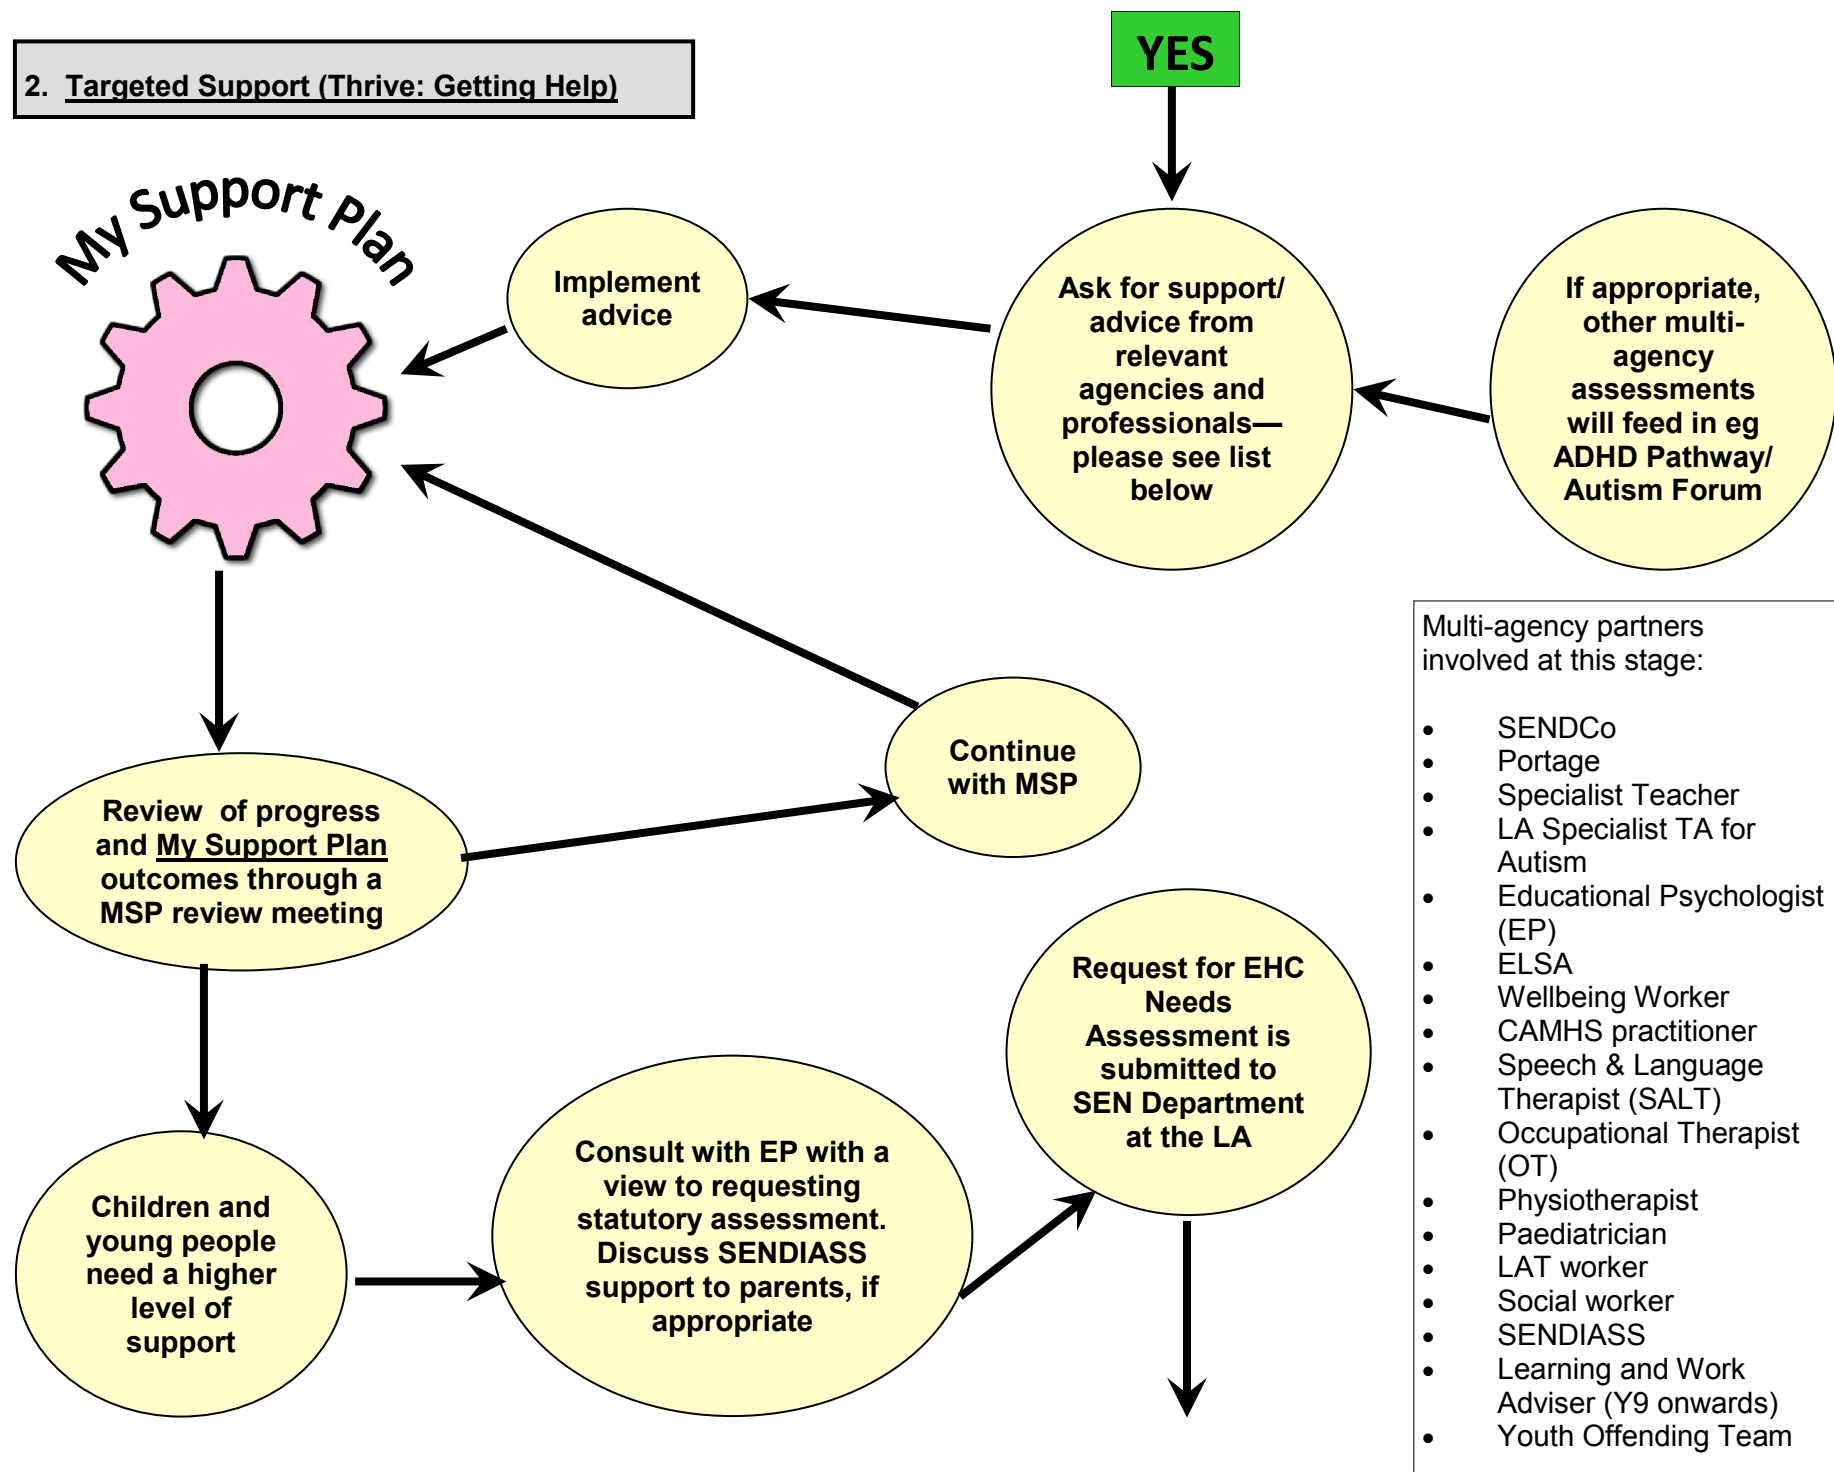 YES
2. Targeted Support (Thrive: Getting Help)
My Support Plan
Implement
advice
Ask for support/
advice from
relevant
agencies and
professionals—
please see list
below
If appropriate,
other multi-
agency
assessments
will feed in eg
ADHD Pathway/
Autism Forum
Continue
with MSP
Review  of progress
and My Support Plan
outcomes through a
MSP review meeting
Request for EHC
Needs
Assessment is
submitted to
SEN Department
at the LA
Children and
young people
need a higher
level of
support
Consult with EP with a
view to requesting
statutory assessment.
Discuss SENDIASS
support to parents, if
appropriate
Multi-agency partners
involved at this stage:
• SENDCo
• Portage
• Specialist Teacher
• LA Specialist TA for
Autism
• Educational Psychologist
(EP)
• ELSA
• Wellbeing Worker
• CAMHS practitioner
• Speech & Language
Therapist (SALT)
• Occupational Therapist
(OT)
• Physiotherapist
• Paediatrician
• LAT worker
• Social worker
• SENDIASS
• Learning and Work
Adviser (Y9 onwards)
• Youth Offending Team